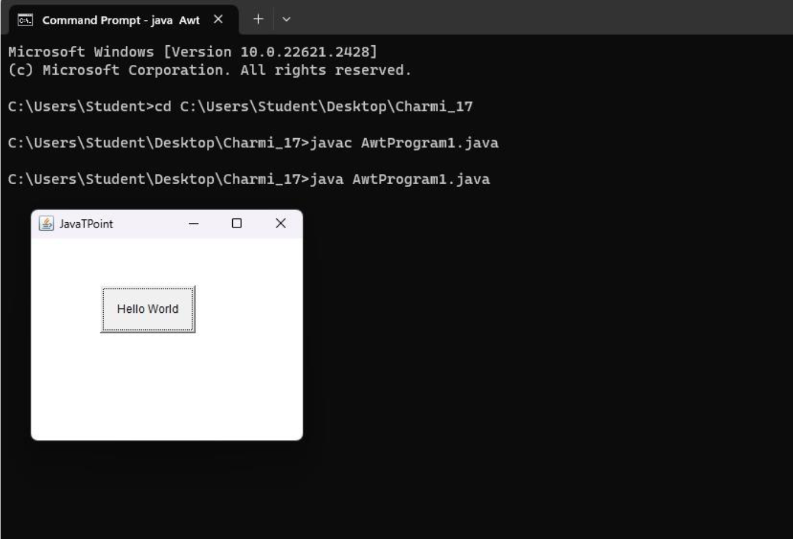 Command Prompt - java Awt
Microsoft Windows [Version 10.0.22621.2428]
(c) Microsoft Corporation. All rights reserved.
C:\Users\Student>cd C:\Users\Student\Desktop\Charmi_17
C:\Users\Student\Desktop\Charmi_17>javac AwtProgram1.java
C:\Users\Student\Desktop\Charmi_17>java AwtProgram1.java
JavaTPoint
Hello World